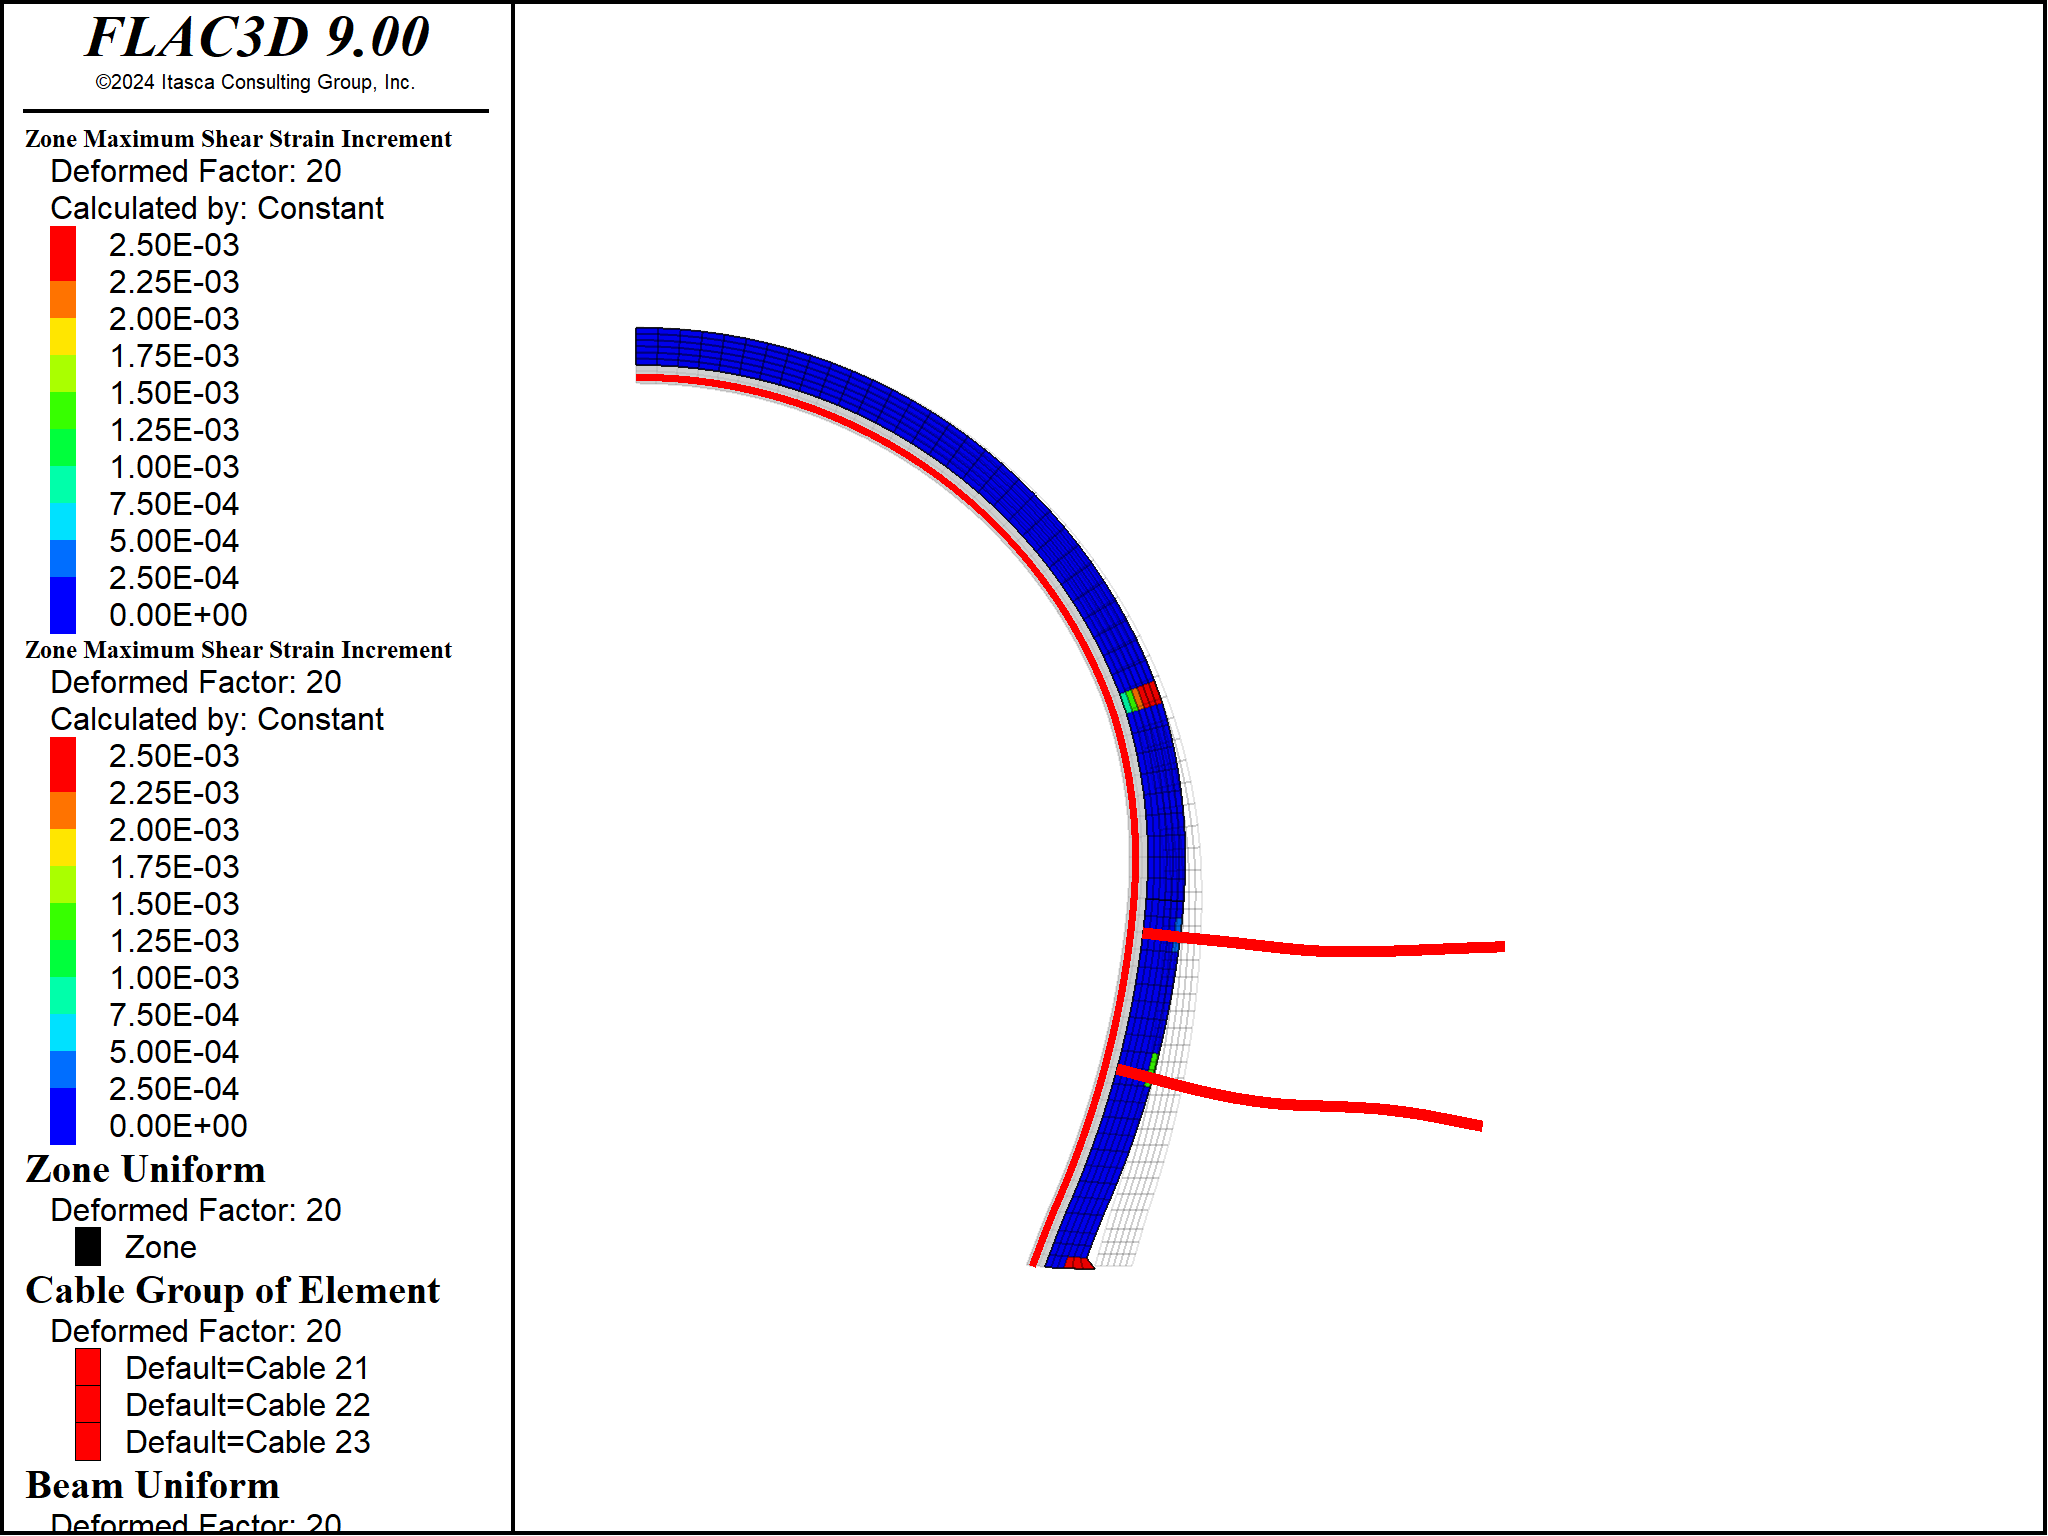 FLAC3D 9.00
©2024 Itasca Consulting Group, Inc.
Zone Maximum Shear Strain Increment
Deformed Factor: 20
Calculated by: Constant
2.50E-03
2.25E-03
2.00E-03
1.75E-03
1.50E-03
1.25E-03
1.00E-03
7.50E-04
5.00E-04
2.50E-04
0.00E+00
Zone Maximum Shear Strain Increment
Deformed Factor: 20
Calculated by: Constant
2.50E-03
2.25E-03
2.00E-03
1.75E-03
1.50E-03
1.25E-03
1.00E-03
7.50E-04
5.00E-04
2.50E-04
0.00E+00
Zone Uniform
Deformed Factor: 20
Zone
Cable Group of Element
Deformed Factor: 20
Default=Cable 21
Default=Cable 22
Default=Cable 23
Beam Uniform
Deformed Factor: 20